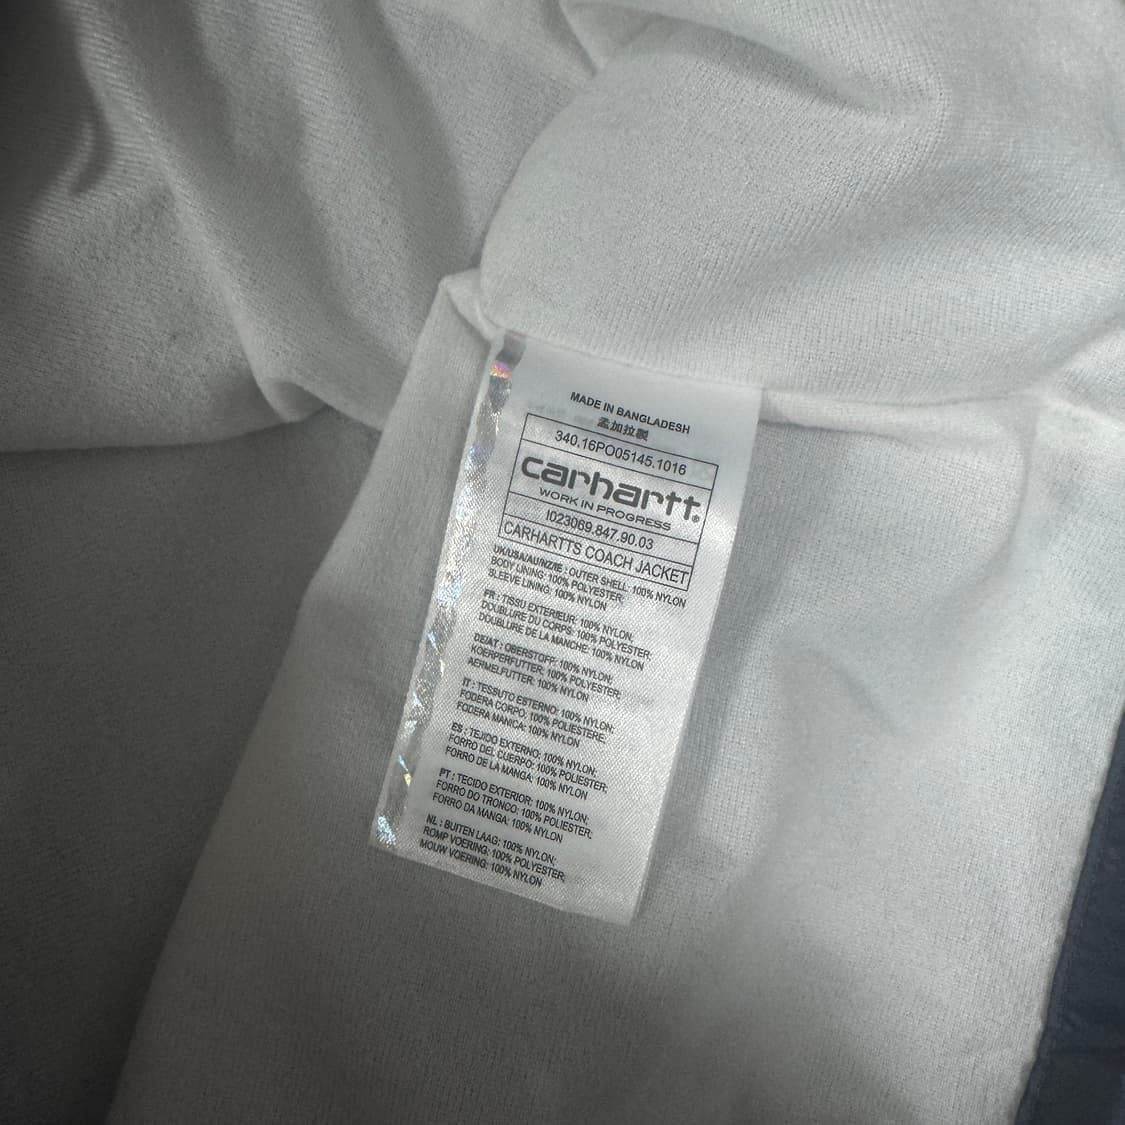 MADE IN BANGLADESH
孟加拉製
340.16PO05145.1016
carhartt®
WORK IN PROGRESS
I023069.847.90.03
CARHARTTS COACH JACKET
UK/USA/AU/NZ/IE : OUTER SHELL: 100% NYLON
BODY LINING: 100% POLYESTER;
SLEEVE LINING: 100% NYLON
FR : TISSU EXTERIEUR: 100% NYLON;
DOUBLURE DU CORPS: 100% POLYESTER;
DOUBLURE DE LA MANCHE: 100% NYLON
DE/AT : OBERSTOFF: 100% NYLON;
KOERPERFUTTER: 100% POLYESTER;
AERMELFUTTER: 100% NYLON
IT : TESSUTO ESTERNO: 100% NYLON;
FODERA CORPO: 100% POLIESTERE;
FODERA MANICA: 100% NYLON
ES : TEJIDO EXTERNO: 100% NYLON;
FORRO DEL CUERPO: 100% POLIESTER;
FORRO DE LA MANGA: 100% NYLON
PT : TECIDO EXTERIOR: 100% NYLON;
FORRO DO TRONCO: 100% POLIESTER;
FORRO DA MANGA: 100% NYLON
NL : BUITEN LAAG: 100% NYLON;
ROMP VOERING: 100% POLYESTER;
MOUW VOERING: 100% NYLON